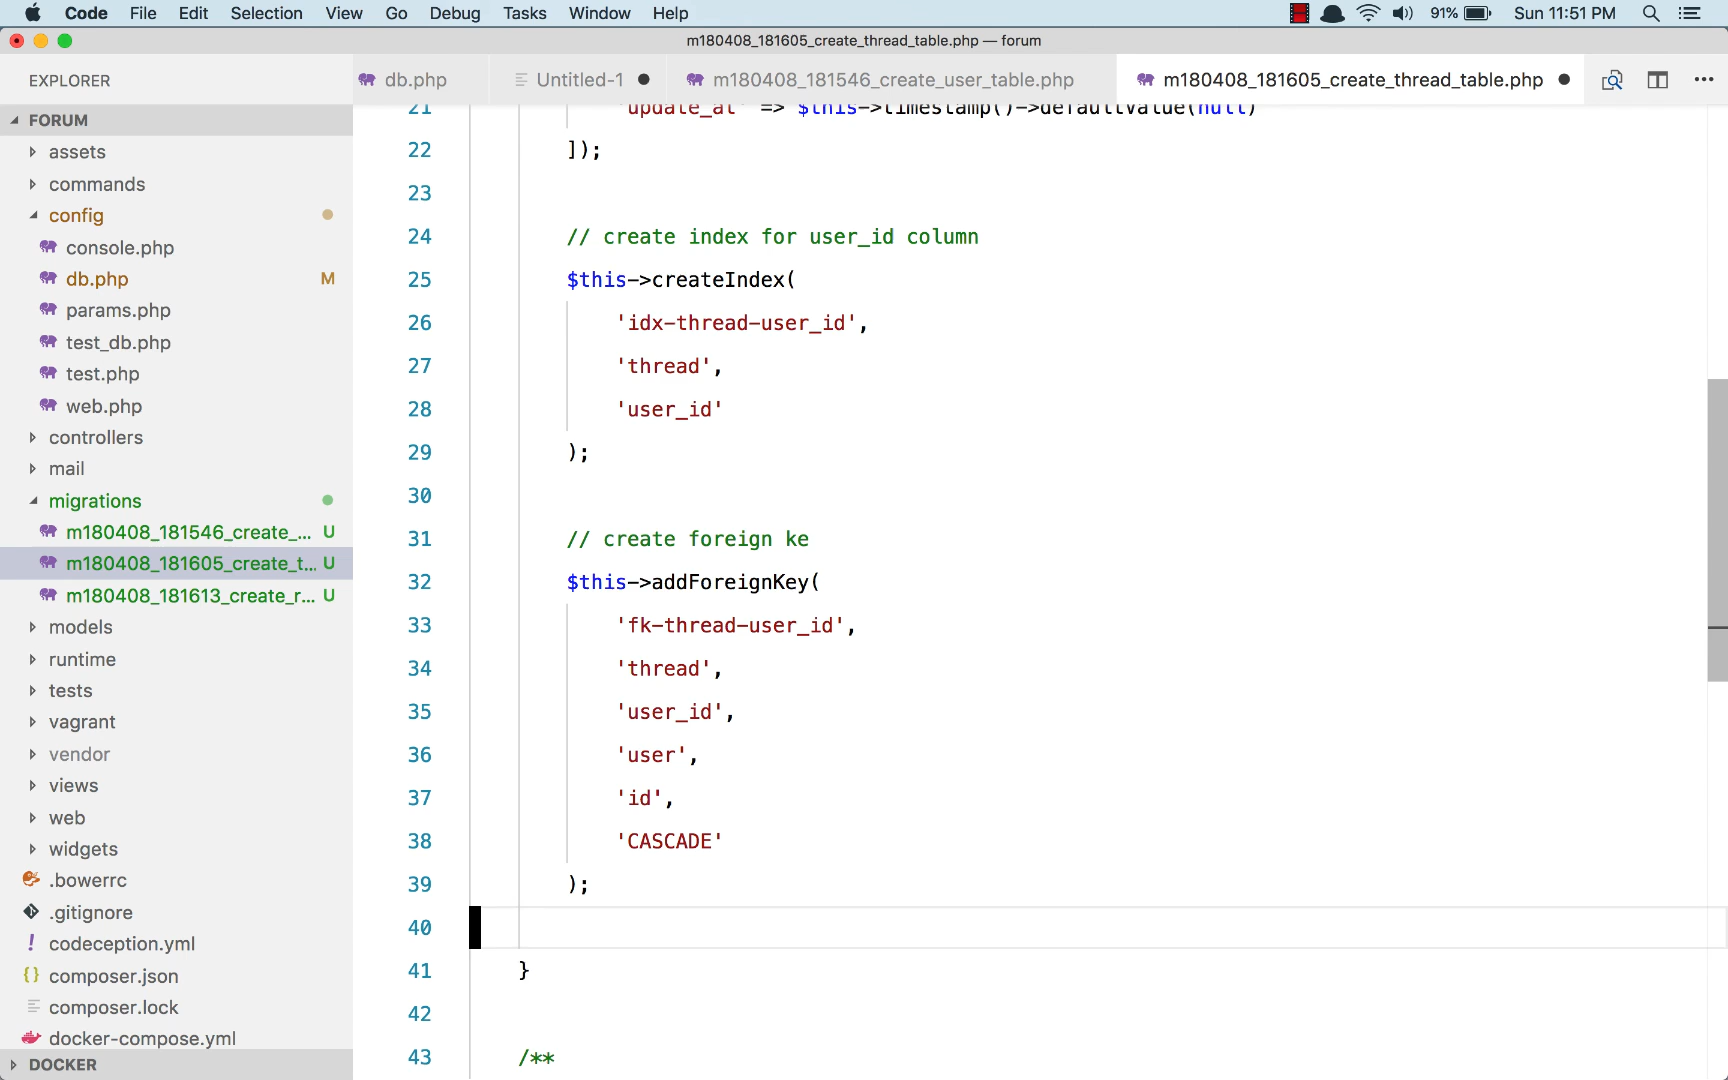 Code File Edit Selection View Go Debug Tasks Window Help 91% Sun 11:51 PM
m180408_181605_create_thread_table.php — forum
EXPLORER db.php Untitled-1 m180408_181546_create_user_table.php m180408_181605_create_thread_table.php
FORUM
assets
commands
config
console.php
db.php M
params.php
test_db.php
test.php
web.php
controllers
mail
migrations
m180408_181546_create_... U
m180408_181605_create_t... U
m180408_181613_create_r... U
models
runtime
tests
vagrant
vendor
views
web
widgets
.bowerrc
.gitignore
codeception.yml
composer.json
composer.lock
docker-compose.yml
DOCKER
21 'update_at' => $this->timestamp()->defaultValue(null)
22 ]);
23
24 // create index for user_id column
25 $this->createIndex(
26 'idx-thread-user_id',
27 'thread',
28 'user_id'
29 );
30
31 // create foreign ke
32 $this->addForeignKey(
33 'fk-thread-user_id',
34 'thread',
35 'user_id',
36 'user',
37 'id',
38 'CASCADE'
39 );
40
41 }
42
43 /**